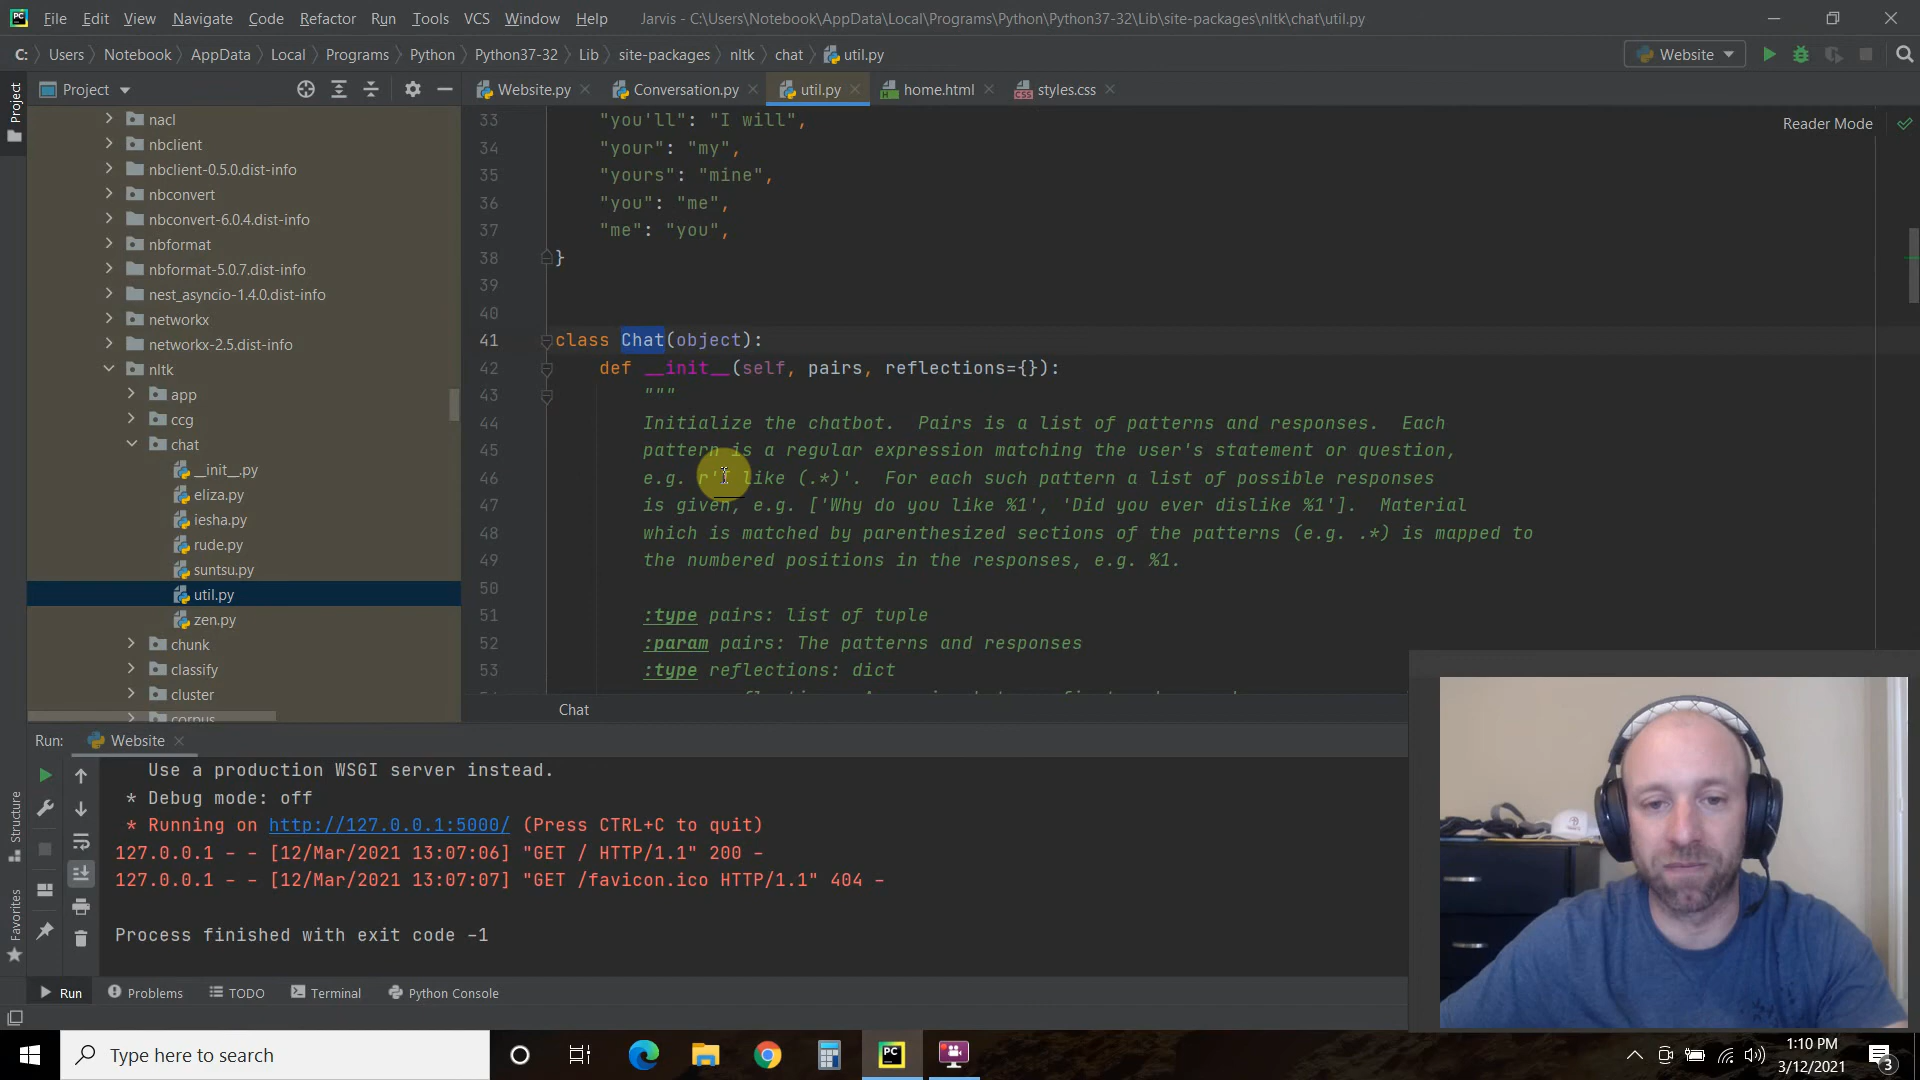 File Edit View Navigate Code Refactor Run Tools VCS Window Help Jarvis - C:\Users\Notebook\AppData\Local\Programs\Python\Python37-32\Lib\site-packages\nltk\chat\util.py
C: Users Notebook AppData Local Programs Python Python37-32 Lib site-packages nltk chat util.py Website
Project
Project
Website.py Conversation.py util.py home.html styles.css
Reader Mode
nacl
nbclient
nbclient-0.5.0.dist-info
nbconvert
nbconvert-6.0.4.dist-info
nbformat
nbformat-5.0.7.dist-info
nest_asyncio-1.4.0.dist-info
networkx
networkx-2.5.dist-info
nltk
app
ccg
chat
__init__.py
eliza.py
iesha.py
rude.py
suntsu.py
util.py
zen.py
chunk
classify
cluster
corpus
33 "you'll": "I will",
34 "your": "my",
35 "yours": "mine",
36 "you": "me",
37 "me": "you",
38 }
39
40
41 class Chat(object):
42 def __init__(self, pairs, reflections={}):
43 """
44 Initialize the chatbot.  Pairs is a list of patterns and responses.  Each
45 pattern is a regular expression matching the user's statement or question,
46 e.g. r'I like (.*)'.  For each such pattern a list of possible responses
47 is given, e.g. ['Why do you like %1', 'Did you ever dislike %1'].  Material
48 which is matched by parenthesized sections of the patterns (e.g. .*) is mapped to
49 the numbered positions in the responses, e.g. %1.
50
51 :type pairs: list of tuple
52 :param pairs: The patterns and responses
53 :type reflections: dict
Chat
Run: Website
Use a production WSGI server instead.
* Debug mode: off
* Running on http://127.0.0.1:5000/ (Press CTRL+C to quit)
127.0.0.1 - - [12/Mar/2021 13:07:06] "GET / HTTP/1.1" 200 -
127.0.0.1 - - [12/Mar/2021 13:07:07] "GET /favicon.ico HTTP/1.1" 404 -
Process finished with exit code -1
Structure
Favorites
Run Problems TODO Terminal Python Console
Type here to search
PC
1:10 PM
3/12/2021
3